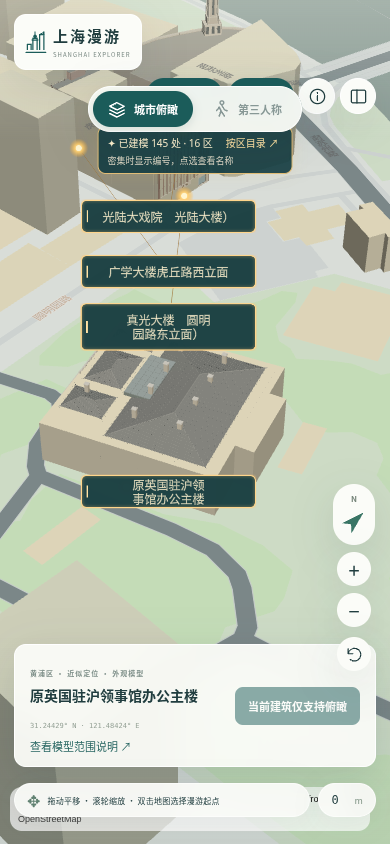 上海漫游
SHANGHAI EXPLORER
城市俯瞰
第三人称
✦ 已建模 145 处 · 16 区 按区目录 ↗
密集时显示编号，点选查看名称
光陆大戏院 光陆大楼）
广学大楼虎丘路西立面
真光大楼 圆明
园路东立面）
原英国驻沪领
事馆办公主楼
N
+
−
黄浦区 · 近似定位 · 外观模型
原英国驻沪领事馆办公主楼
当前建筑仅支持俯瞰
31.24429° N · 121.48424° E
查看模型范围说明 ↗
拖动平移 · 滚轮缩放 · 双击地图选择漫游起点
0 m
OpenStreetMap